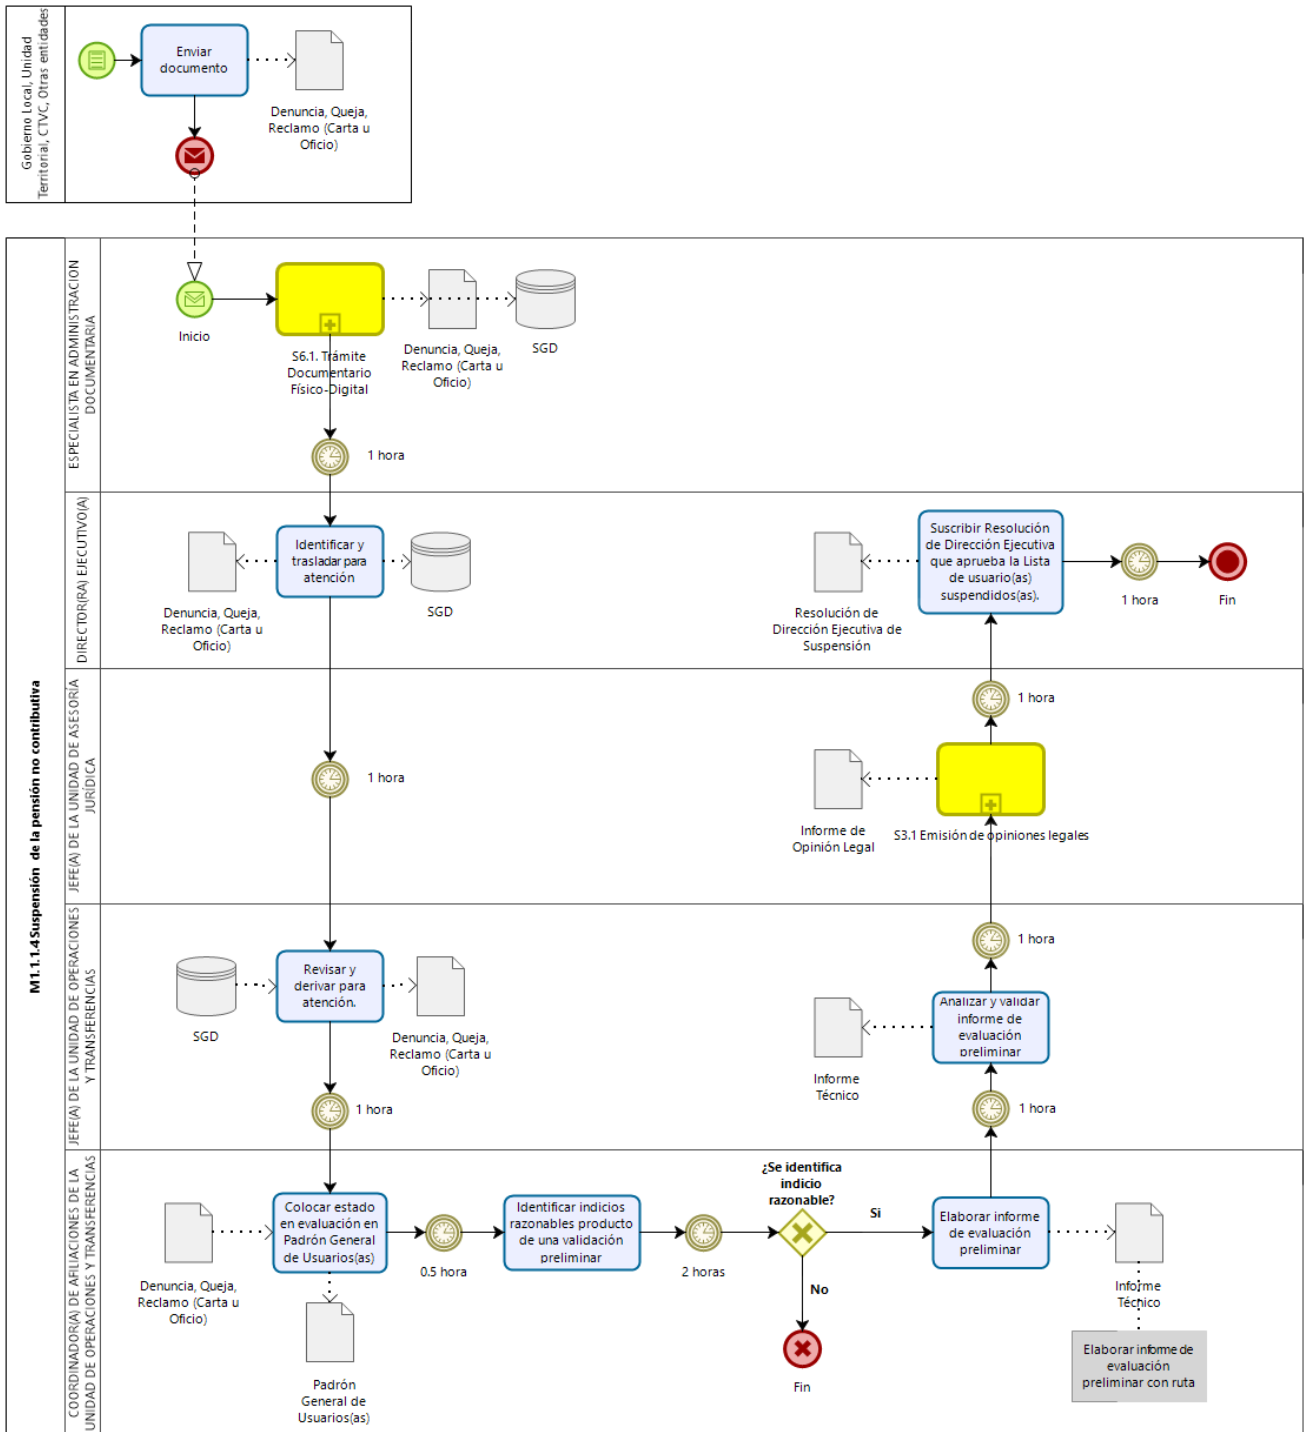 Gobierno Local, Unidad
Territorial, CTVC, Otras entidades
Enviar
documento
Denuncia, Queja,
Reclamo (Carta u
Oficio)
M1.1.1.4Suspensión de la pensión no contributiva
ESPECIALISTA EN ADMINISTRACION
DOCUMENTARIA
Inicio
S6.1. Trámite
Documentario
Físico-Digital
Denuncia, Queja,
Reclamo (Carta u
Oficio)
SGD
1 hora
DIRECTOR(RA) EJECUTIVO(A)
Identificar y
trasladar para
atención
Denuncia, Queja,
Reclamo (Carta u
Oficio)
SGD
Suscribir Resolución
de Dirección Ejecutiva
que aprueba la Lista
de usuario(as)
suspendidos(as).
Resolución de
Dirección Ejecutiva de
Suspensión
1 hora
Fin
JEFE(A) DE LA UNIDAD DE ASESORÍA
JURÍDICA
1 hora
1 hora
Informe de
Opinión Legal
S3.1 Emisión de opiniones legales
JEFE(A) DE LA UNIDAD DE OPERACIONES
Y TRANSFERENCIAS
SGD
Revisar y
derivar para
atención.
Denuncia, Queja,
Reclamo (Carta u
Oficio)
1 hora
1 hora
Analizar y validar
informe de
evaluación
preliminar
Informe
Técnico
1 hora
COORDINADOR(A) DE AFILIACIONES DE LA
UNIDAD DE OPERACIONES Y TRANSFERENCIAS
Denuncia, Queja,
Reclamo (Carta u
Oficio)
Colocar estado
en evaluación en
Padrón General
de Usuarios(as)
Padrón
General de
Usuarios(as)
0.5 hora
Identificar indicios
razonables producto
de una validación
preliminar
2 horas
¿Se identifica
indicio
razonable?
Si
No
Fin
Elaborar informe
de evaluación
preliminar
Informe
Técnico
Elaborar informe de
evaluación
preliminar con ruta